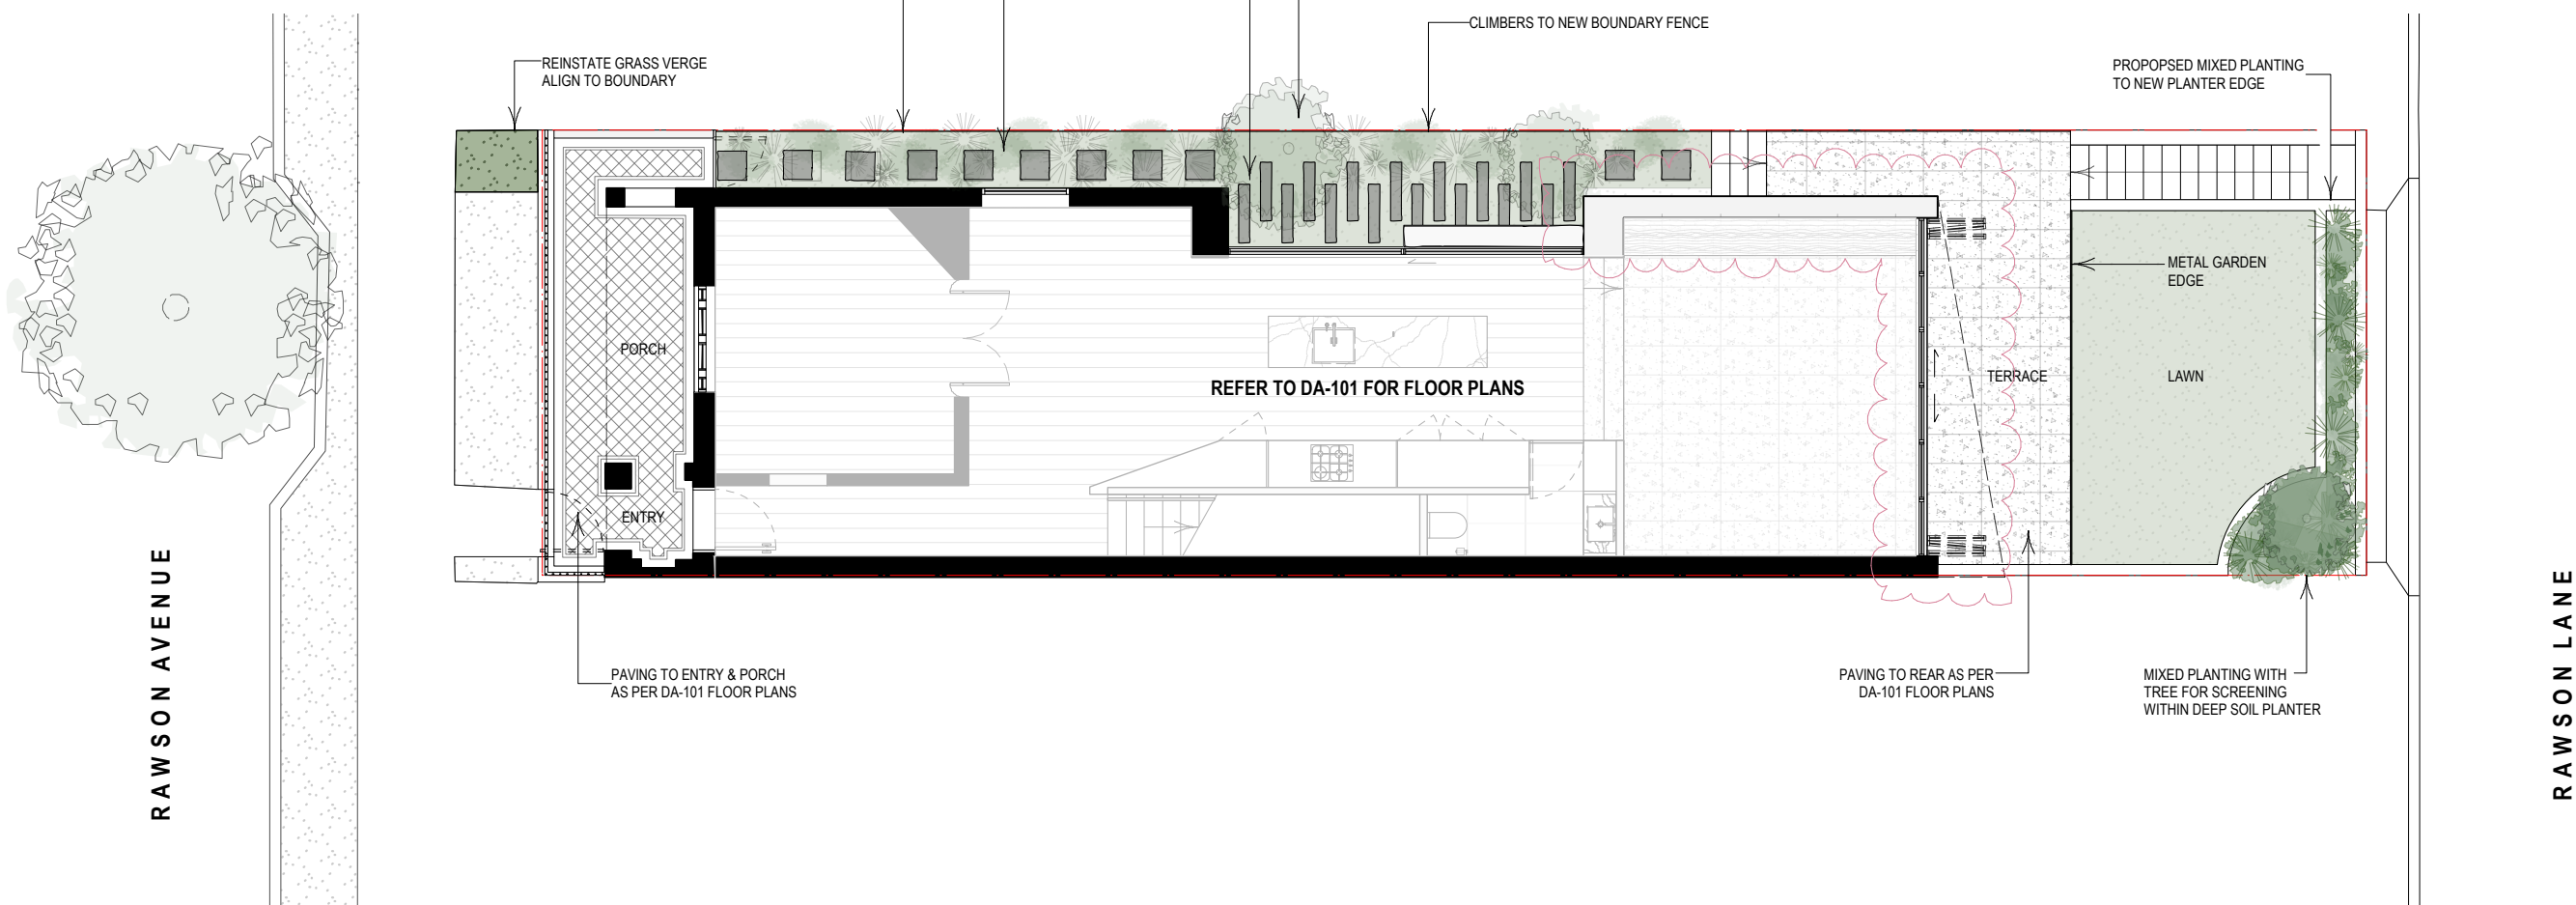 CLIMBERS TO NEW BOUNDARY FENCE
REINSTATE GRASS VERGE
ALIGN TO BOUNDARY
PROPOPSED MIXED PLANTING
TO NEW PLANTER EDGE
METAL GARDEN
EDGE
PORCH
TERRACE
LAWN
REFER TO DA-101 FOR FLOOR PLANS
ENTRY
RAWSON AVENUE
RAWSON LANE
PAVING TO ENTRY & PORCH
AS PER DA-101 FLOOR PLANS
PAVING TO REAR AS PER
DA-101 FLOOR PLANS
MIXED PLANTING WITH
TREE FOR SCREENING
WITHIN DEEP SOIL PLANTER